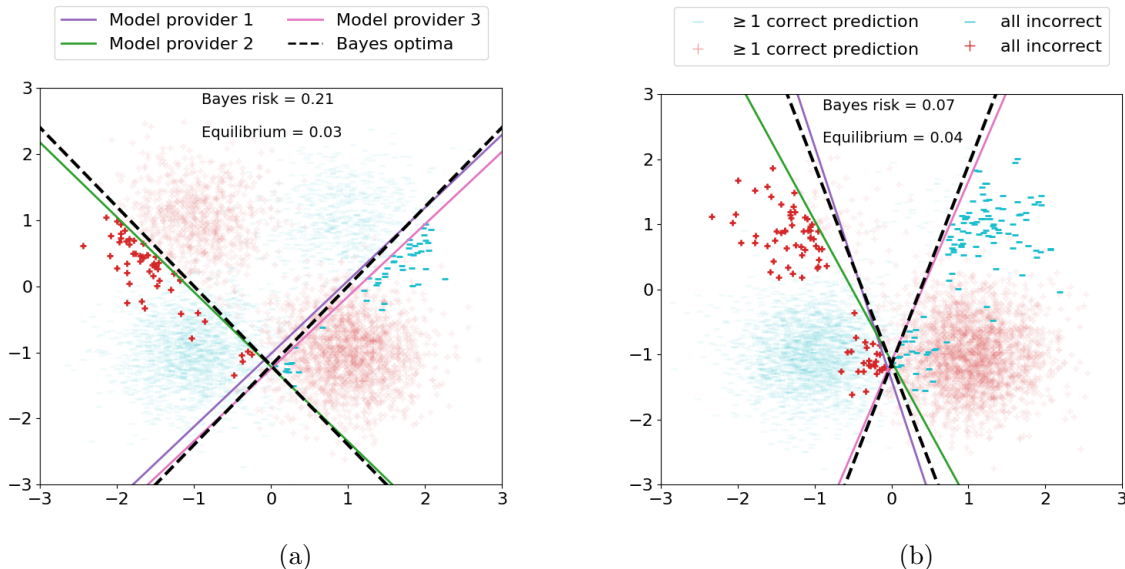 Model provider 1
Model provider 3
Model provider 2
Bayes optima
≥ 1 correct prediction
all incorrect
≥ 1 correct prediction
all incorrect
Bayes risk = 0.21
Equilibrium = 0.03
3
2
1
0
−1
−2
−3
−3
−2
−1
0
1
2
3
(a)
Bayes risk = 0.07
Equilibrium = 0.04
3
2
1
0
−1
−2
−3
−3
−2
−1
0
1
2
3
(b)